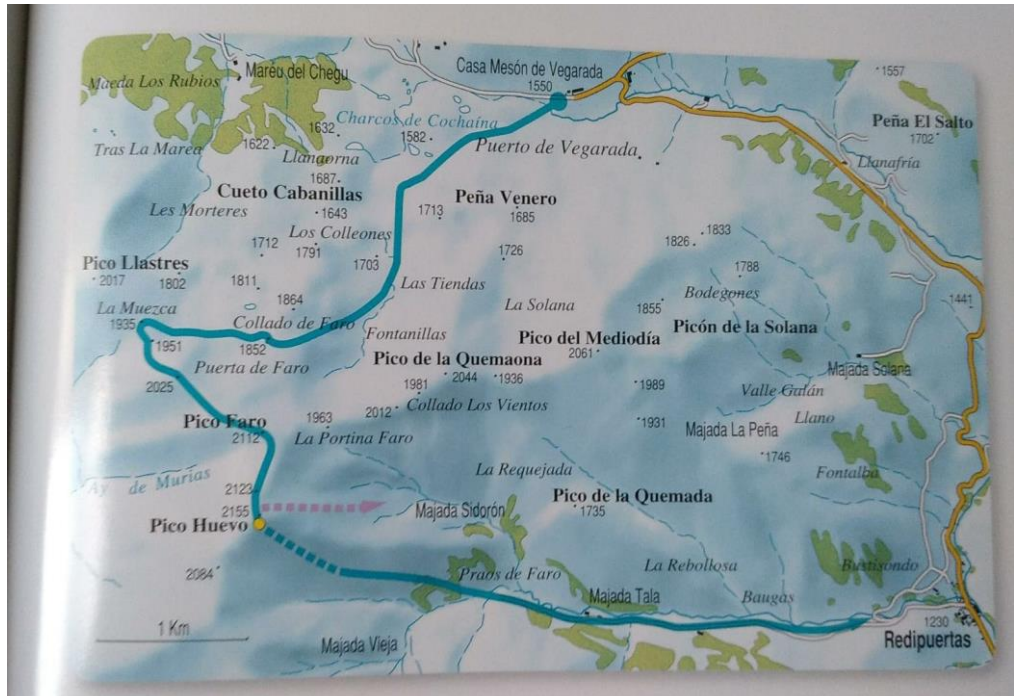 Mareu del Chegu
Casa Mesón de Vegarada
1550
1557
Maeda Los Rubios
Charcos de Cochaína
Peña El Salto
1702
1632
1582
1622
Puerto de Vegarada
Tras La Marea
Llangorna
Llanafría
1687
Cueto Cabanillas
Peña Venero
Les Morteres
1643
1713
1685
Los Colleones
1833
1712
1791
1826
1703
1726
Pico Llastres
2017
1802
1811
1788
Las Tiendas
Bodegones
La Muezca
1864
La Solana
1855
1441
1935
Collado de Faro
Fontanillas
Pico del Mediodía
Picón de la Solana
1951
1852
2061
Puerta de Faro
Pico de la Quemaona
Majada Solana
2025
1981
2044
1936
1989
Valle Galán
2012
Collado Los Vientos
Pico Faro
1963
1931
Llano
2112
La Portina Faro
Majada La Peña
1746
La Requejada
Fontalba
Ay de Murias
2123
2155
Pico de la Quemada
1735
Pico Huevo
Majada Sidorón
2084
Praos de Faro
La Rebollosa
Bustisondo
Majada Tala
Baugas
1 Km
1230
Majada Vieja
Redipuertas